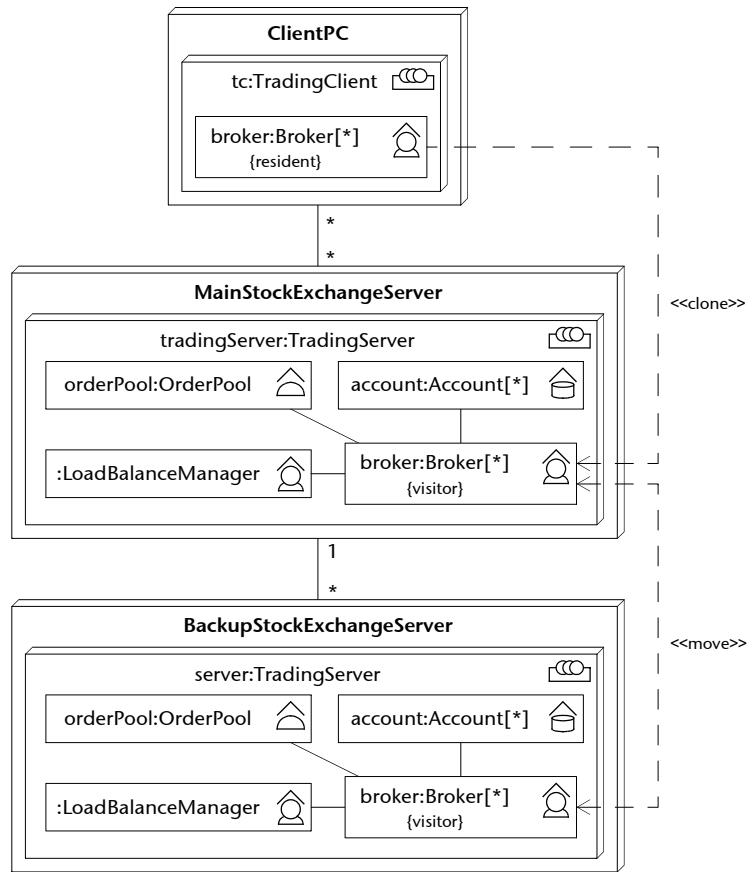 ClientPC
tc:TradingClient
broker:Broker[*]
{resident}
*
*
<<clone>>
MainStockExchangeServer
tradingServer:TradingServer
orderPool:OrderPool
account:Account[*]
:LoadBalanceManager
broker:Broker[*]
{visitor}
1
*
<<move>>
BackupStockExchangeServer
server:TradingServer
orderPool:OrderPool
account:Account[*]
:LoadBalanceManager
broker:Broker[*]
{visitor}